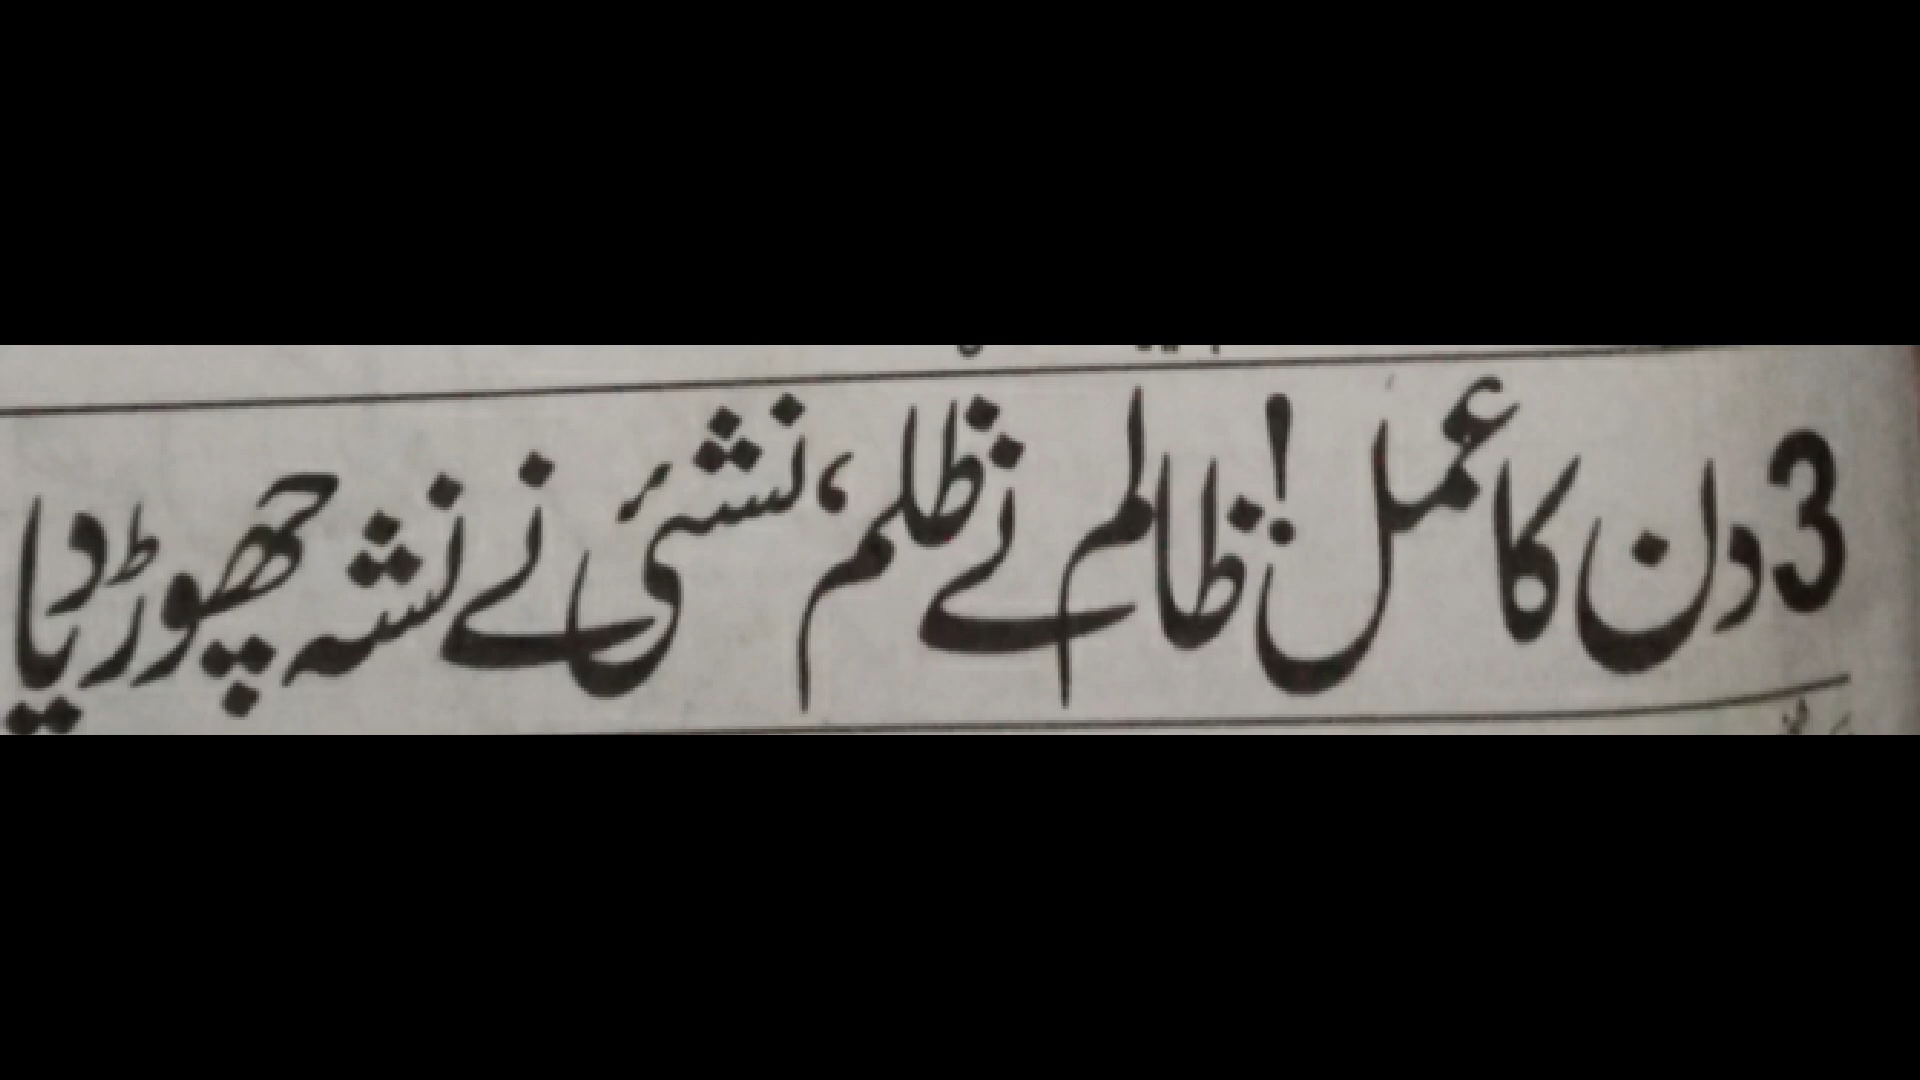 3 دن کا عمل! ظالم نے ظلم، نشئی نے نشہ چھوڑ دیا